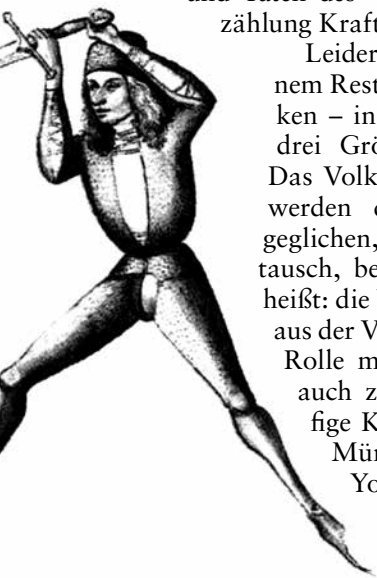 und Taten des
zählung Kraft
Leider
nem Rest
ken – in
drei Grö
Das Volk
werden
geglichen,
tausch, be
heißt: die
aus der V
Rolle m
auch z
fige K
Mün
Yo